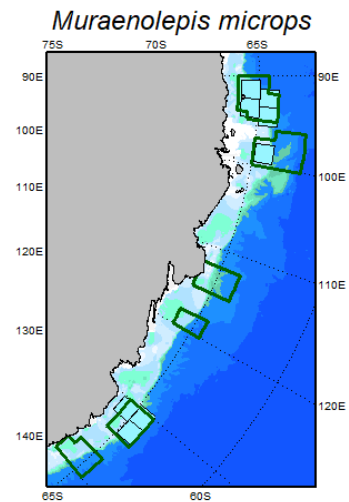 Muraenolepis microps
75S 70S 65S
90E 90E
100E
100E
110E
110E
120E
130E
120E
140E
65S 60S